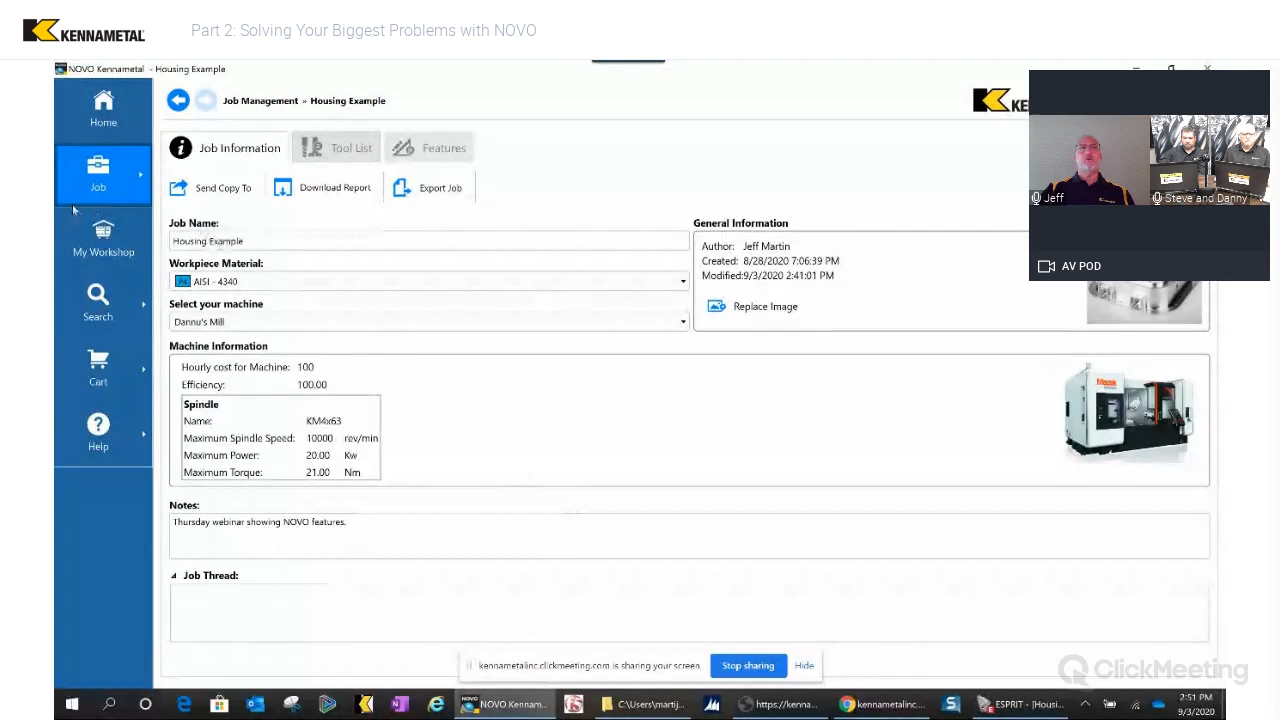 KENNAMETAL
Part 2: Solving Your Biggest Problems with NOVO
NOVO Kennametal - Housing Example
Home
Job
My Workshop
Search
Cart
Help
Job Management » Housing Example
Job Information
Tool List
Features
Send Copy To
Download Report
Export Job
Job Name:
Housing Example
Workpiece Material:
AISI - 4340
Select your machine
Dannu's Mill
General Information
Author: Jeff Martin
Created: 8/28/2020 7:06:39 PM
Modified:9/3/2020 2:41:01 PM
Replace Image
Jeff
Steve and Danny
AV POD
Machine Information
Hourly cost for Machine: 100
Efficiency: 100.00
Spindle
Name: KM4x63
Maximum Spindle Speed: 10000 rev/min
Maximum Power: 20.00 Kw
Maximum Torque: 21.00 Nm
Notes:
Thursday webinar showing NOVO features.
Job Thread:
kennametalinc.clickmeeting.com is sharing your screen.
Stop sharing
Hide
ClickMeeting
NOVO Kennam...
C:\Users\martij...
https://kenna...
kennametalinc....
ESPRIT - [Housi...
2:51 PM
9/3/2020